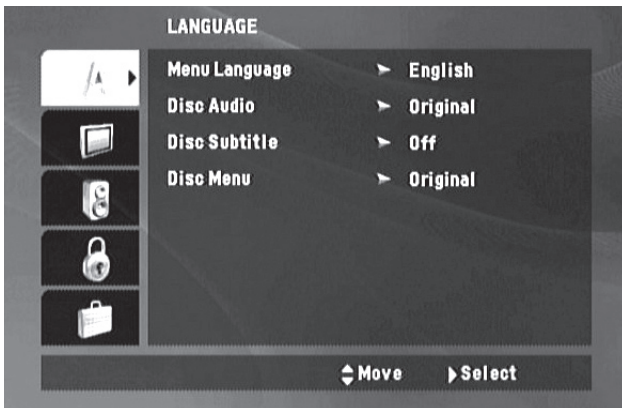 LANGUAGE
Menu Language ➤ English
Disc Audio ➤ Original
Disc Subtitle ➤ Off
Disc Menu ➤ Original
Move Select